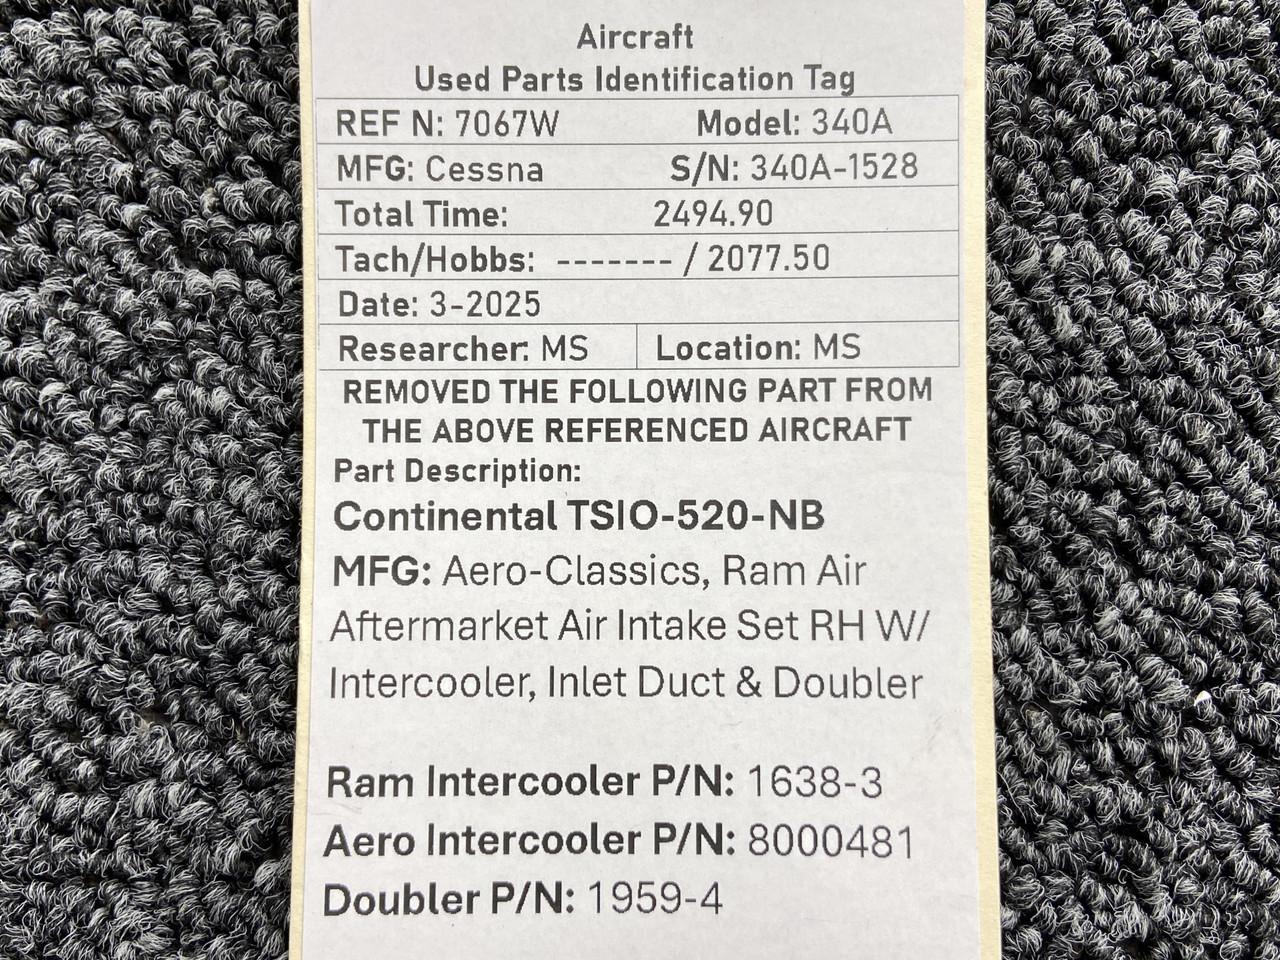 Aircraft
Used Parts Identification Tag
REF N: 7067W Model: 340A
MFG: Cessna S/N: 340A-1528
Total Time: 2494.90
Tach/Hobbs: ------- / 2077.50
Date: 3-2025
Researcher: MS Location: MS
REMOVED THE FOLLOWING PART FROM
THE ABOVE REFERENCED AIRCRAFT
Part Description:
Continental TSIO-520-NB
MFG: Aero-Classics, Ram Air
Aftermarket Air Intake Set RH W/
Intercooler, Inlet Duct & Doubler
Ram Intercooler P/N: 1638-3
Aero Intercooler P/N: 8000481
Doubler P/N: 1959-4